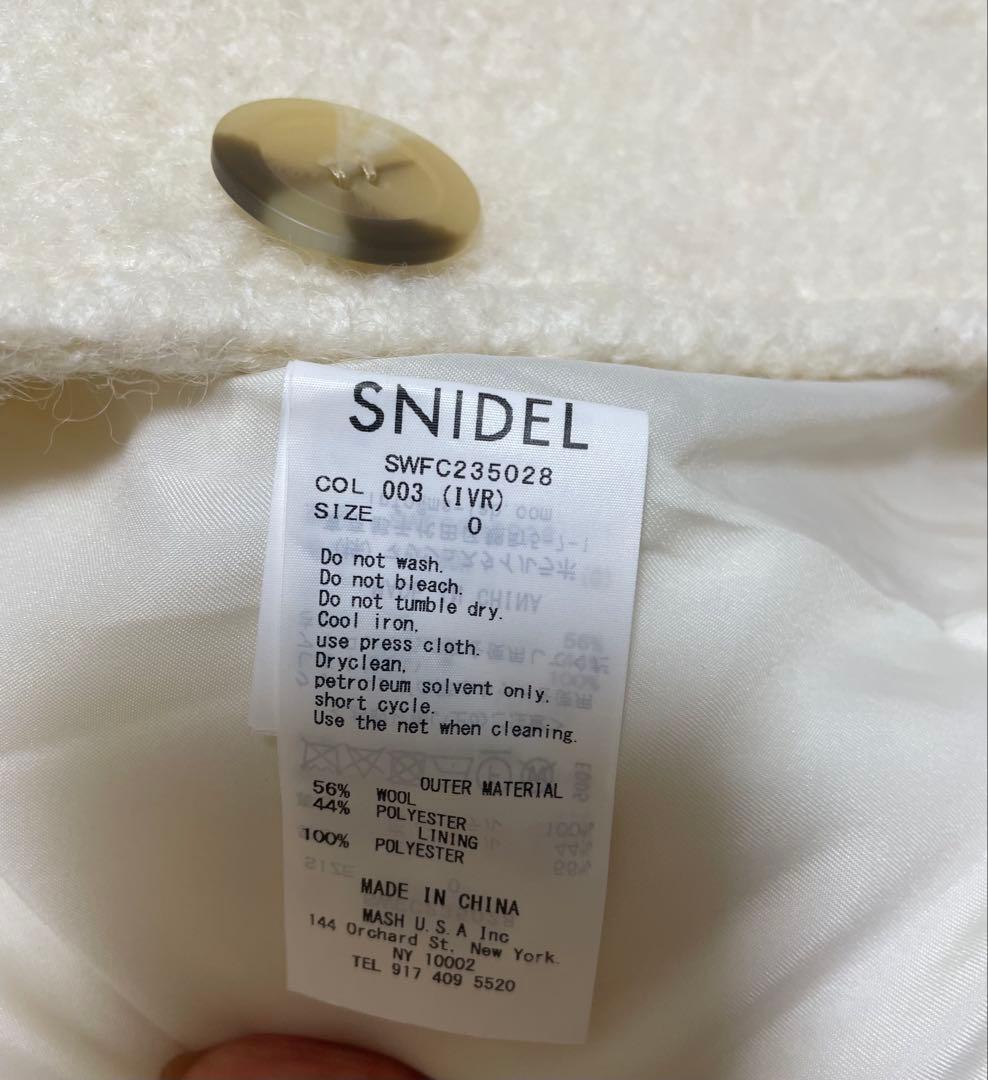 SNIDEL
SWFC235028
COL 003 (IVR)
SIZE 0
Do not wash.
Do not bleach.
Do not tumble dry.
Cool iron,
use press cloth.
Dryclean,
petroleum solvent only.
short cycle.
Use the net when cleaning.
OUTER MATERIAL
56% WOOL
44% POLYESTER
LINING
100% POLYESTER
MADE IN CHINA
MASH U.S.A Inc
144 Orchard St. New York.
NY 10002
TEL 917 409 5520